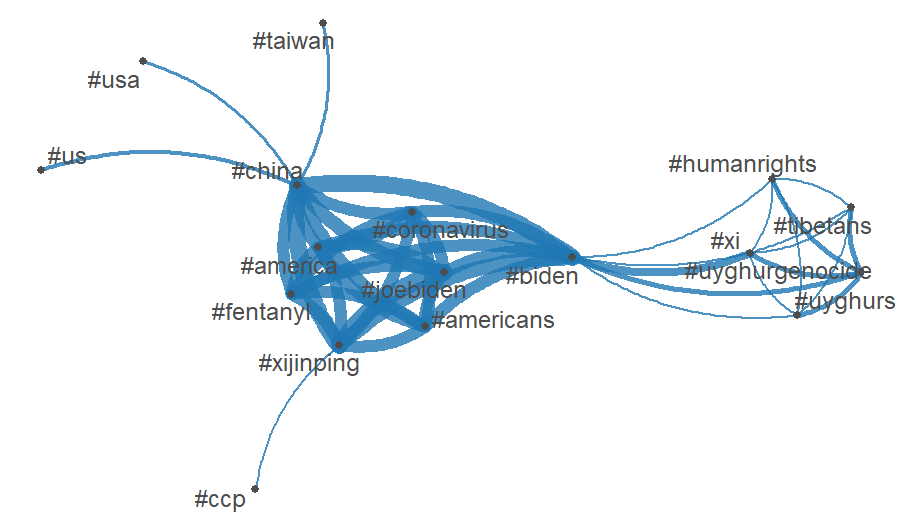 #taiwan
#usa
#us
#humanrights
#china
#tibetans
#coronavirus
#xi
#america
#uyghurgenocide
#biden
#joebiden
#uyghurs
#fentanyl
#americans
#xijinping
#ccp